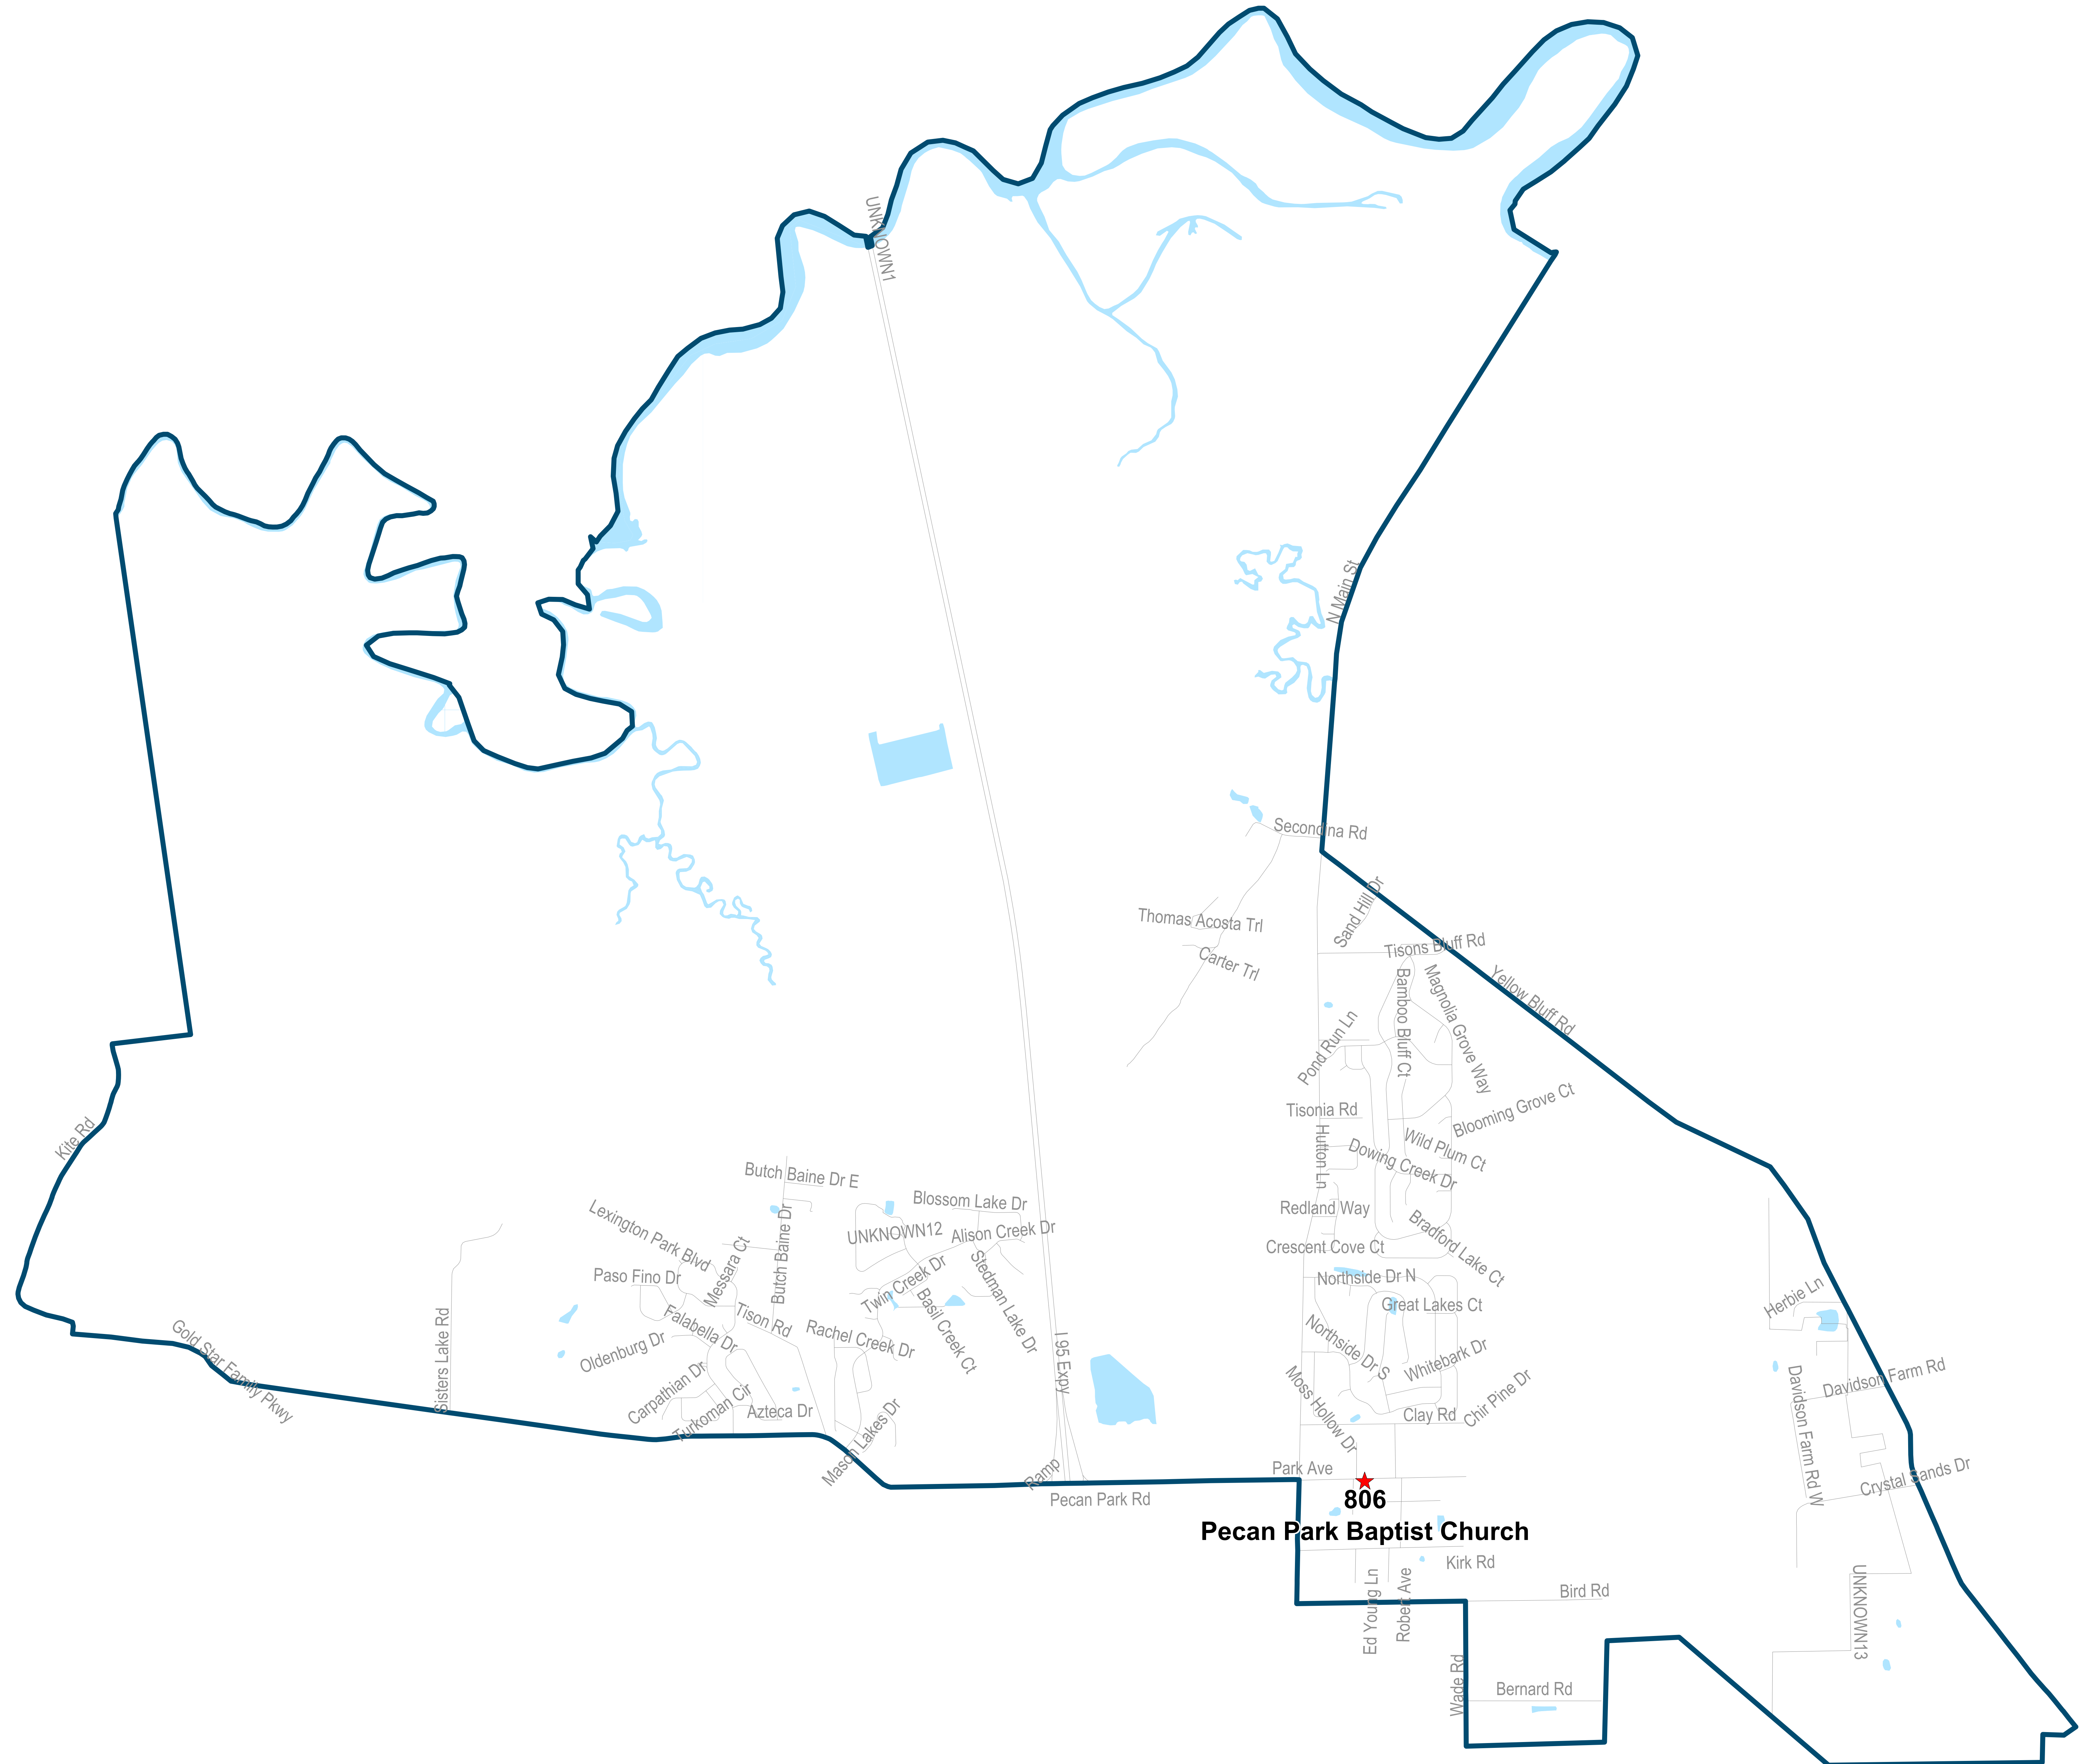 UNKNOWN1
N Main St
Secondina Rd
Sand Hill Dr
Thomas Acosta Trl
Tisons Bluff Rd
Carter Trl
Bamboo Bluff Ct
Magnolia Grove Way
Yellow Bluff Rd
Pond Run Ln
Kite Rd
Tisonia Rd
Blooming Grove Ct
Hutton Ln
Wild Plum Ct
Dowing Creek Dr
Butch Baine Dr E
Lexington Park Blvd
Blossom Lake Dr
Redland Way
Butch Baine Dr
UNKNOWN12
Alison Creek Dr
Bradford Lake Ct
Crescent Cove Ct
Messara Ct
Paso Fino Dr
Twin Creek Dr
Stedman Lake Dr
Northside Dr N
Basil Creek Ct
Great Lakes Ct
Herbie Ln
Falabella Dr
Tison Rd
Rachel Creek Dr
Oldenburg Dr
Northside Dr S
Whitebark Dr
Gold Star Family Pkwy
Sisters Lake Rd
I 95 Expy
Moss Hollow Dr
Davidson Farm Rd
Davidson Farm Rd W
Carpathian Dr
Turkoman Cir
Azteca Dr
Mason Lakes Dr
Clay Rd
Chir Pine Dr
Ramp
Park Ave
Crystal Sands Dr
Pecan Park Rd
806
Pecan Park Baptist Church
Kirk Rd
Ed Young Ln
Robert Ave
Bird Rd
UNKNOWN13
Wade Rd
Bernard Rd